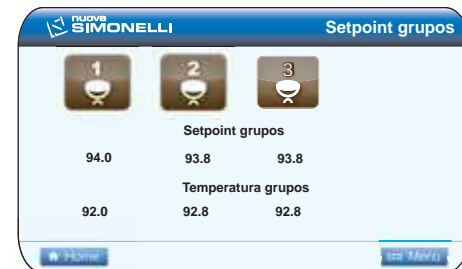 nuova
SIMONELLI
Setpoint grupos
1 2 3
Setpoint grupos
94.0 93.8 93.8
Temperatura grupos
92.0 92.8 92.8
Home Menu